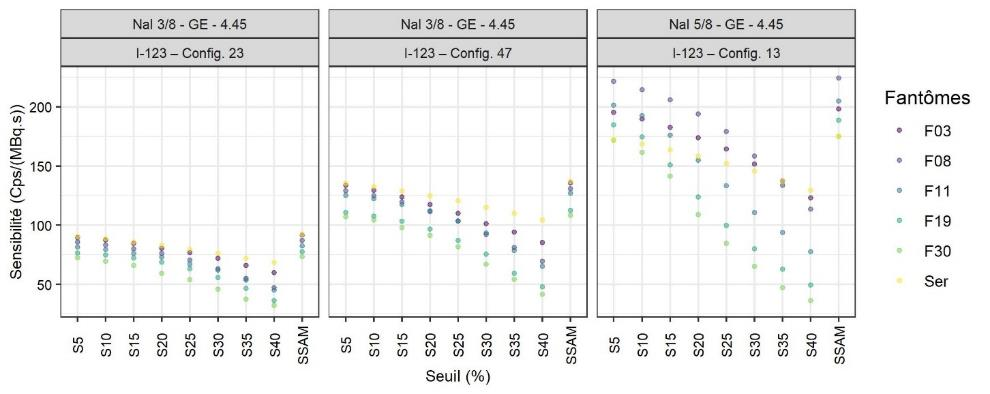 NaI 3/8 - GE - 4.45
NaI 3/8 - GE - 4.45
NaI 5/8 - GE - 4.45
I-123 – Config. 23
I-123 – Config. 47
I-123 – Config. 13
Sensibilité (Cps/(MBq.s))
200
150
100
50
S5 S10 S15 S20 S25 S30 S35 S40 SSAM
S5 S10 S15 S20 S25 S30 S35 S40 SSAM
S5 S10 S15 S20 S25 S30 S35 S40 SSAM
Seuil (%)
Fantômes
F03
F08
F11
F19
F30
Ser